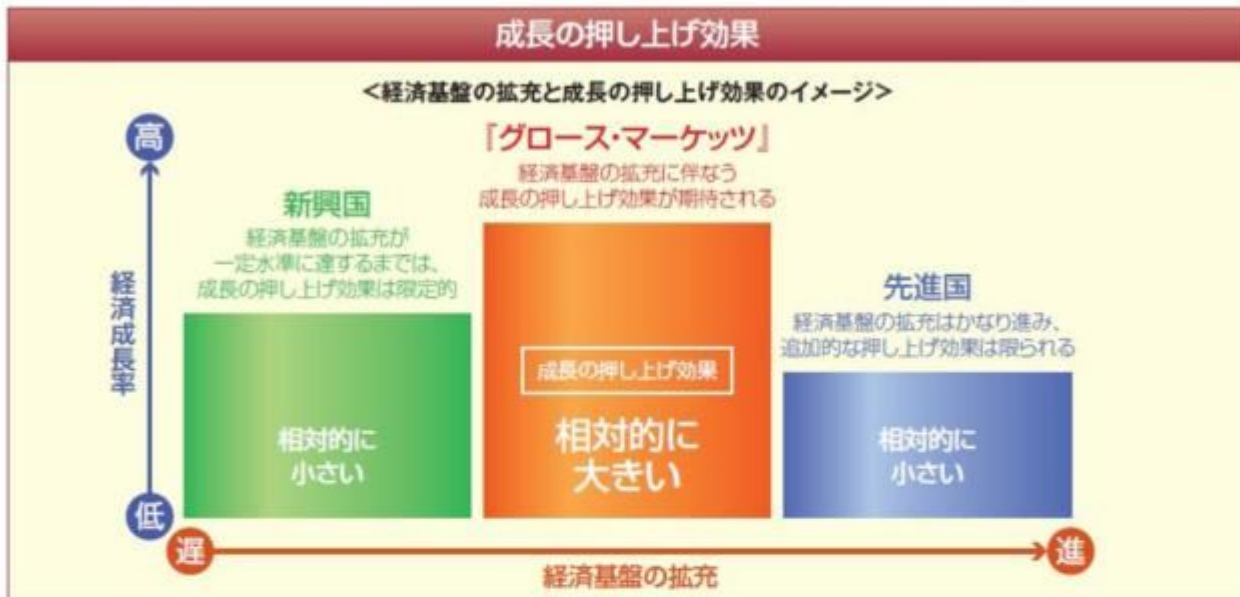 成長の押し上げ効果
<経済基盤の拡充と成長の押し上げ効果のイメージ>
高
『グロース・マーケッツ』
経済基盤の拡充に伴なう
成長の押し上げ効果が期待される
新興国
経済基盤の拡充が
一定水準に達するまでは、
成長の押し上げ効果は限定的
先進国
経済基盤の拡充はかなり進み、
追加的な押し上げ効果は限られる
経済成長率
成長の押し上げ効果
相対的に
小さい
相対的に
大きい
相対的に
小さい
低
遅
進
経済基盤の拡充